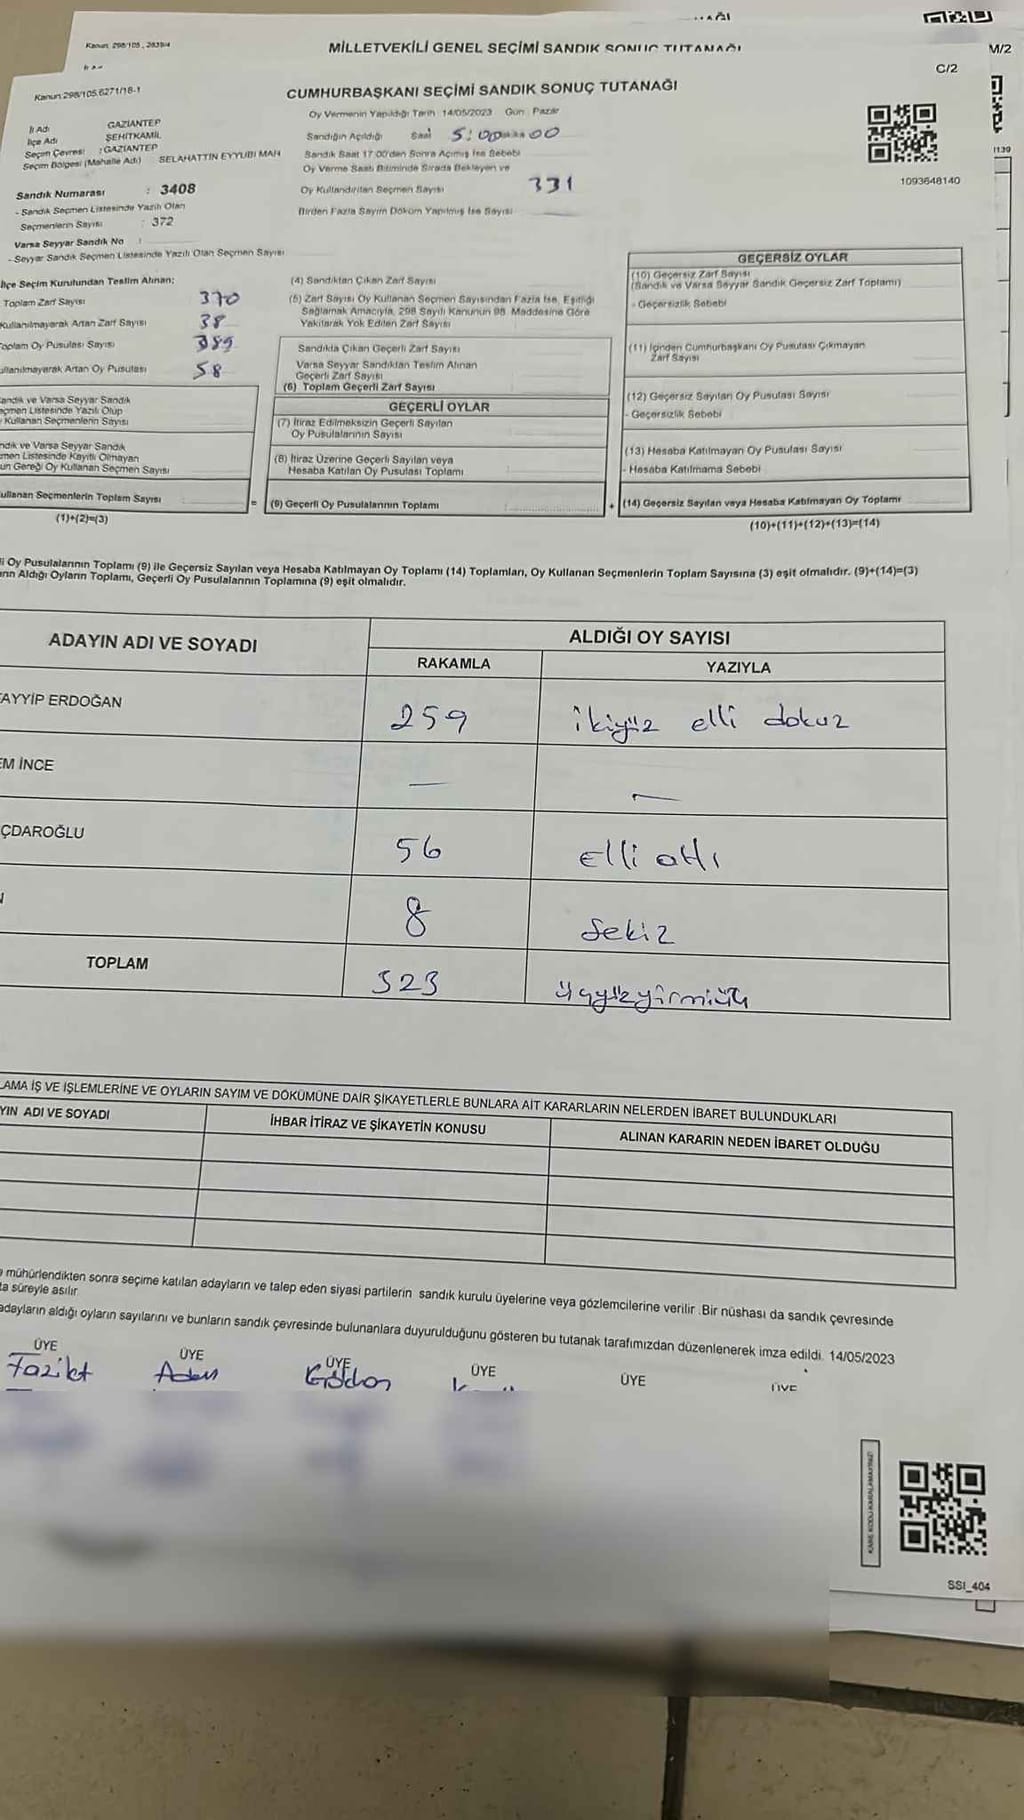 Kanun: 298/105, 2839/4
MİLLETVEKİLİ GENEL SEÇİMİ SANDIK SONUÇ TUTANAĞI
M/2
C/2
Kanun:298/105,6271/18-1
CUMHURBAŞKANI SEÇİMİ SANDIK SONUÇ TUTANAĞI
Oy Vermenin Yapıldığı Tarih 14/05/2023 Gün: Pazar
İl Adı GAZİANTEP
İlçe Adı ŞEHİTKAMİL
Seçim Çevresi : GAZİANTEP
Seçim Bölgesi (Mahalle Adı) SELAHATTİN EYYUBİ MAH
Sandığın Açıldığı Saat 5:00 00
Sandık Saat 17.00'den Sonra Açılmış İse Sebebi
Oy Verme Saati Bitiminde Sırada Bekleyen ve
Oy Kullandırılan Seçmen Sayısı 331
Birden Fazla Sayım Döküm Yapılmış İse Sayısı
1093648140
1139
Sandık Numarası : 3408
- Sandık Seçmen Listesinde Yazılı Olan
Seçmenlerin Sayısı : 372
Varsa Seyyar Sandık No :
- Seyyar Sandık Seçmen Listesinde Yazılı Olan Seçmen Sayısı
İlçe Seçim Kurulundan Teslim Alınan:
Toplam Zarf Sayısı 370
Kullanılmayarak Artan Zarf Sayısı 38
Toplam Oy Pusulası Sayısı 389
Kullanılmayarak Artan Oy Pusulası 58
Sandık ve Varsa Seyyar Sandık
Seçmen Listesinde Yazılı Olup
Kullanan Seçmenlerin Sayısı
Sandık ve Varsa Seyyar Sandık
Seçmen Listesinde Kayıtlı Olmayan
Kanun Gereği Oy Kullanan Seçmen Sayısı
Kullanan Seçmenlerin Toplam Sayısı
(1)+(2)=(3)
(4) Sandıktan Çıkan Zarf Sayısı
(5) Zarf Sayısı Oy Kullanan Seçmen Sayısından Fazla İse, Eşitliği
Sağlamak Amacıyla, 298 Sayılı Kanunun 98. Maddesine Göre
Yakılarak Yok Edilen Zarf Sayısı
Sandıkta Çıkan Geçerli Zarf Sayısı
Varsa Seyyar Sandıktan Teslim Alınan
Geçerli Zarf Sayısı
(6) Toplam Geçerli Zarf Sayısı
GEÇERLİ OYLAR
(7) İtiraz Edilmeksizin Geçerli Sayılan
Oy Pusulalarının Sayısı
(8) İtiraz Üzerine Geçerli Sayılan veya
Hesaba Katılan Oy Pusulası Toplamı
= (9) Geçerli Oy Pusulalarının Toplamı
GEÇERSİZ OYLAR
(10) Geçersiz Zarf Sayısı
(Sandık ve Varsa Seyyar Sandık Geçersiz Zarf Toplamı)
- Geçersizlik Sebebi
(11) İçinden Cumhurbaşkanı Oy Pusulası Çıkmayan
Zarf Sayısı
(12) Geçersiz Sayılan Oy Pusulası Sayısı
- Geçersizlik Sebebi
(13) Hesaba Katılmayan Oy Pusulası Sayısı
- Hesaba Katılmama Sebebi
+ (14) Geçersiz Sayılan veya Hesaba Katılmayan Oy Toplamı
(10)+(11)+(12)+(13)=(14)
Oy Pusulalarının Toplamı (9) ile Geçersiz Sayılan veya Hesaba Katılmayan Oy Toplamı (14) Toplamları, Oy Kullanan Seçmenlerin Toplam Sayısına (3) eşit olmalıdır. (9)+(14)=(3)
Aldığı Oyların Toplamı, Geçerli Oy Pusulalarının Toplamına (9) eşit olmalıdır.
ADAYIN ADI VE SOYADI ALDIĞI OY SAYISI
RAKAMLA YAZIYLA
TAYYİP ERDOĞAN 259 ikiyüz elli dokuz
EM İNCE — —
ÇDAROĞLU 56 Elli altı
8 Sekiz
TOPLAM 323 üçyüzyirmiüç
LAMA İŞ VE İŞLEMLERİNE VE OYLARIN SAYIM VE DÖKÜMÜNE DAİR ŞİKAYETLERLE BUNLARA AİT KARARLARIN NELERDEN İBARET BULUNDUKLARI
YIN ADI VE SOYADI İHBAR İTİRAZ VE ŞİKAYETİN KONUSU ALINAN KARARIN NEDEN İBARET OLDUĞU
mühürlendikten sonra seçime katılan adayların ve talep eden siyasi partilerin sandık kurulu üyelerine veya gözlemcilerine verilir. Bir nüshası da sandık çevresinde
ta süreyle asılır.
adayların aldığı oyların sayılarını ve bunların sandık çevresinde bulunanlara duyurulduğunu gösteren bu tutanak tarafımızdan düzenlenerek imza edildi. 14/05/2023
ÜYE ÜYE ÜYE ÜYE ÜYE ÜYE
Gökhan
KARE KODU KARALAMAYINIZ!
SSI_404